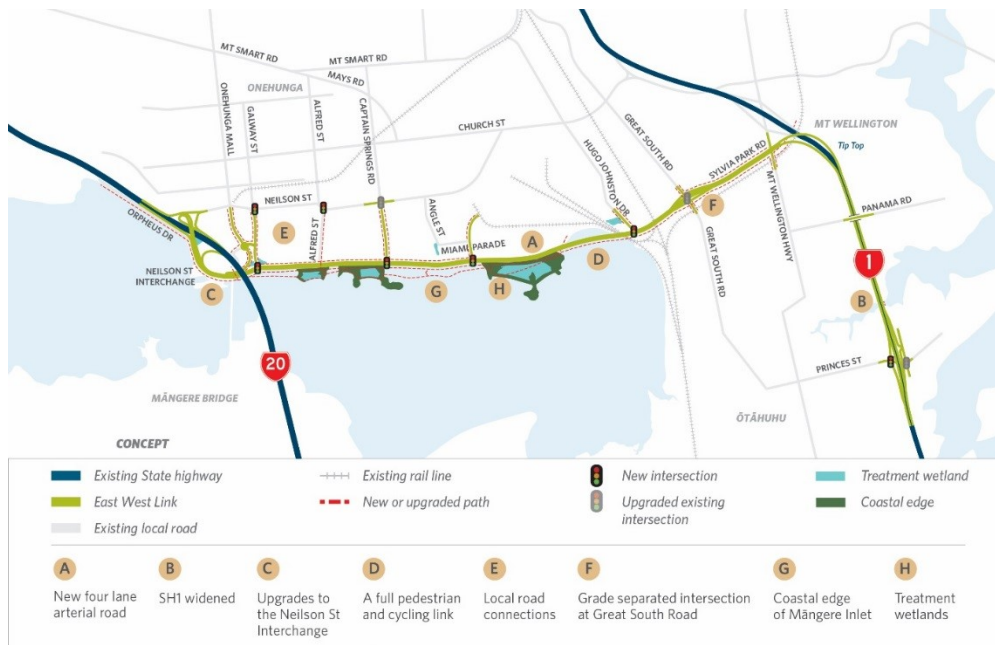 MT SMART RD
MT SMART RD
MAYS RD
ONEHUNGA
ONEHUNGA MALL
GALWAY ST
ALFRED ST
CAPTAIN SPRINGS RD
CHURCH ST
HUGO JOHNSTON DR
GREAT SOUTH RD
SYLVIA PARK RD
MT WELLINGTON
Tip Top
MT WELLINGTON HWY
PANAMA RD
NEILSON ST
ORPHEUS DR
ALFRED ST
ANGLE ST
MIAMI PARADE
GREAT SOUTH RD
NEILSON ST
INTERCHANGE
A
B
C
D
E
F
G
H
1
20
PRINCES ST
MĀNGERE BRIDGE
ŌTĀHUHU
CONCEPT
Existing State highway
East West Link
Existing local road
Existing rail line
New or upgraded path
New intersection
Upgraded existing
intersection
Treatment wetland
Coastal edge
A
New four lane
arterial road
B
SH1 widened
C
Upgrades to
the Neilson St
Interchange
D
A full pedestrian
and cycling link
E
Local road
connections
F
Grade separated intersection
at Great South Road
G
Coastal edge
of Māngere Inlet
H
Treatment
wetlands